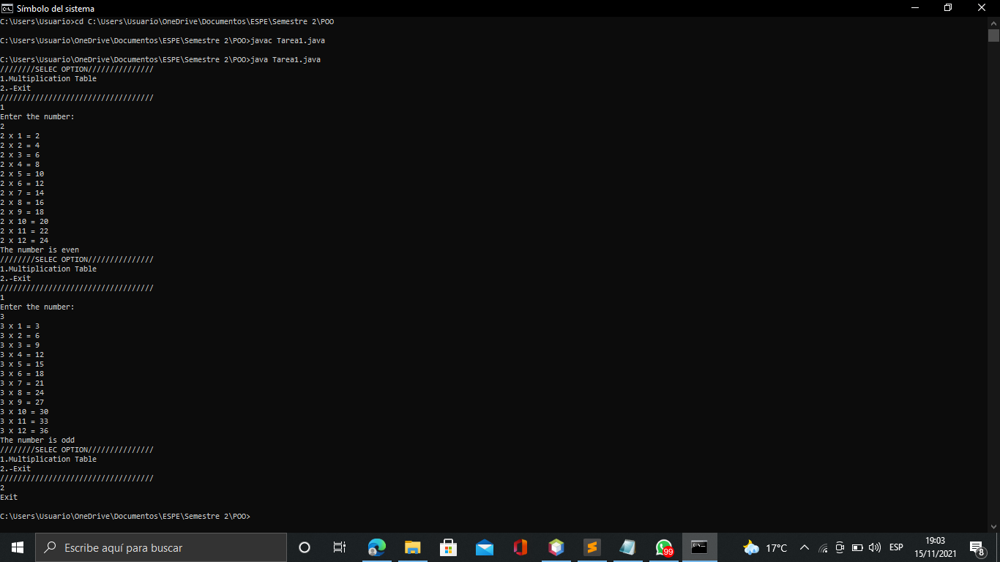 Símbolo del sistema
C:\Users\Usuario>cd C:\Users\Usuario\OneDrive\Documentos\ESPE\Semestre 2\POO
C:\Users\Usuario\OneDrive\Documentos\ESPE\Semestre 2\POO>javac Tarea1.java
C:\Users\Usuario\OneDrive\Documentos\ESPE\Semestre 2\POO>java Tarea1.java
////////SELEC OPTION///////////////
1.Multiplication Table
2.-Exit
///////////////////////////////////
1
Enter the number:
2
2 x 1 = 2
2 x 2 = 4
2 x 3 = 6
2 x 4 = 8
2 x 5 = 10
2 x 6 = 12
2 x 7 = 14
2 x 8 = 16
2 x 9 = 18
2 x 10 = 20
2 x 11 = 22
2 x 12 = 24
The number is even
////////SELEC OPTION///////////////
1.Multiplication Table
2.-Exit
///////////////////////////////////
1
Enter the number:
3
3 x 1 = 3
3 x 2 = 6
3 x 3 = 9
3 x 4 = 12
3 x 5 = 15
3 x 6 = 18
3 x 7 = 21
3 x 8 = 24
3 x 9 = 27
3 x 10 = 30
3 x 11 = 33
3 x 12 = 36
The number is odd
////////SELEC OPTION///////////////
1.Multiplication Table
2.-Exit
///////////////////////////////////
2
Exit
C:\Users\Usuario\OneDrive\Documentos\ESPE\Semestre 2\POO>
Escribe aquí para buscar
99
17°C
ESP
19:03
15/11/2021
8